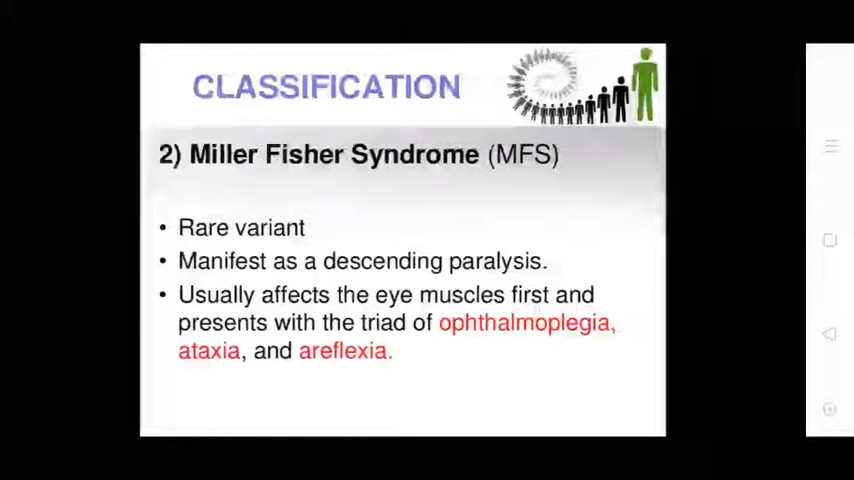 CLASSIFICATION
2) Miller Fisher Syndrome (MFS)
• Rare variant
• Manifest as a descending paralysis.
• Usually affects the eye muscles first and
presents with the triad of ophthalmoplegia,
ataxia, and areflexia.